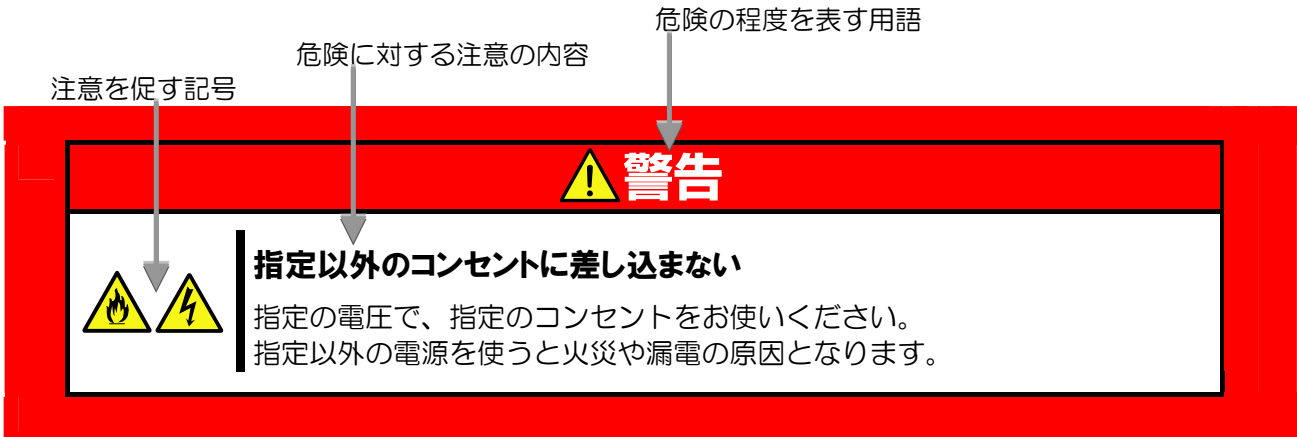 危険の程度を表す用語
危険に対する注意の内容
注意を促す記号
警告
指定以外のコンセントに差し込まない
指定の電圧で、指定のコンセントをお使いください。
指定以外の電源を使うと火災や漏電の原因となります。